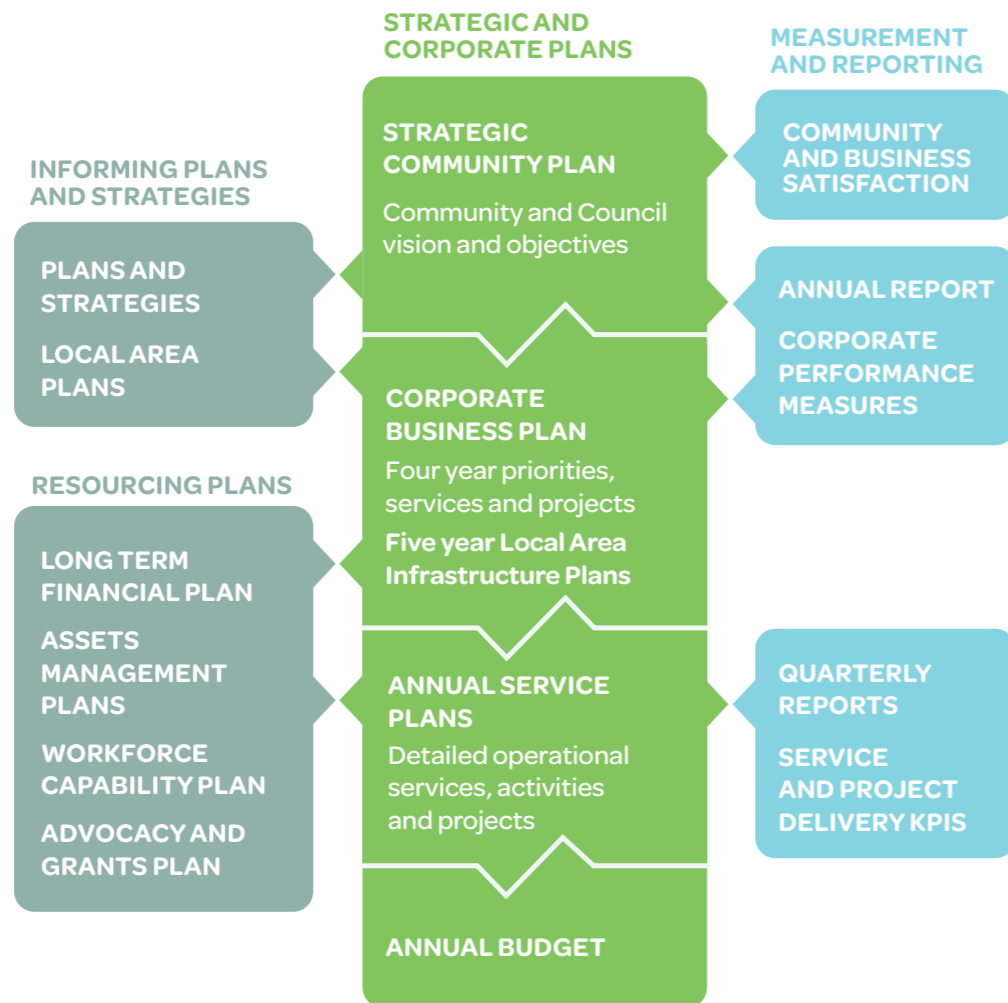 STRATEGIC AND
CORPORATE PLANS
MEASUREMENT
AND REPORTING
INFORMING PLANS
AND STRATEGIES
PLANS AND
STRATEGIES
LOCAL AREA
PLANS
RESOURCING PLANS
LONG TERM
FINANCIAL PLAN
ASSETS
MANAGEMENT
PLANS
WORKFORCE
CAPABILITY PLAN
ADVOCACY AND
GRANTS PLAN
STRATEGIC
COMMUNITY PLAN
Community and Council
vision and objectives
CORPORATE
BUSINESS PLAN
Four year priorities,
services and projects
Five year Local Area
Infrastructure Plans
ANNUAL SERVICE
PLANS
Detailed operational
services, activities
and projects
ANNUAL BUDGET
COMMUNITY
AND BUSINESS
SATISFACTION
ANNUAL REPORT
CORPORATE
PERFORMANCE
MEASURES
QUARTERLY
REPORTS
SERVICE
AND PROJECT
DELIVERY KPIS